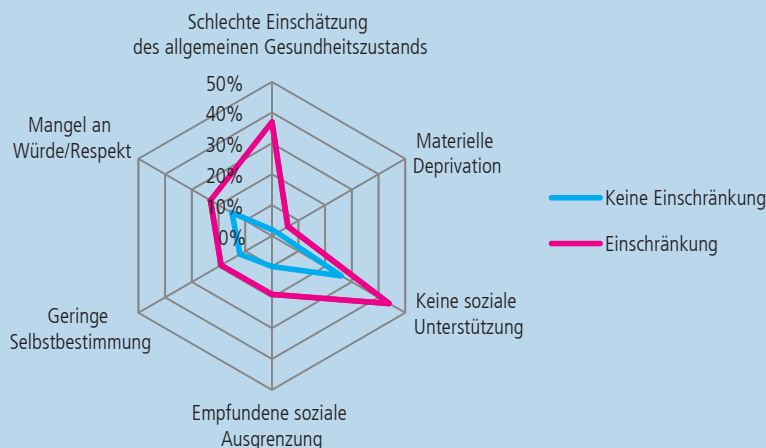 Schlechte Einschätzung
des allgemeinen Gesundheitszustands
50%
40%
30%
20%
10%
0%
Mangel an
Würde/Respekt
Materielle
Deprivation
Keine Einschränkung
Einschränkung
Keine soziale
Unterstützung
Geringe
Selbstbestimmung
Empfundene soziale
Ausgrenzung